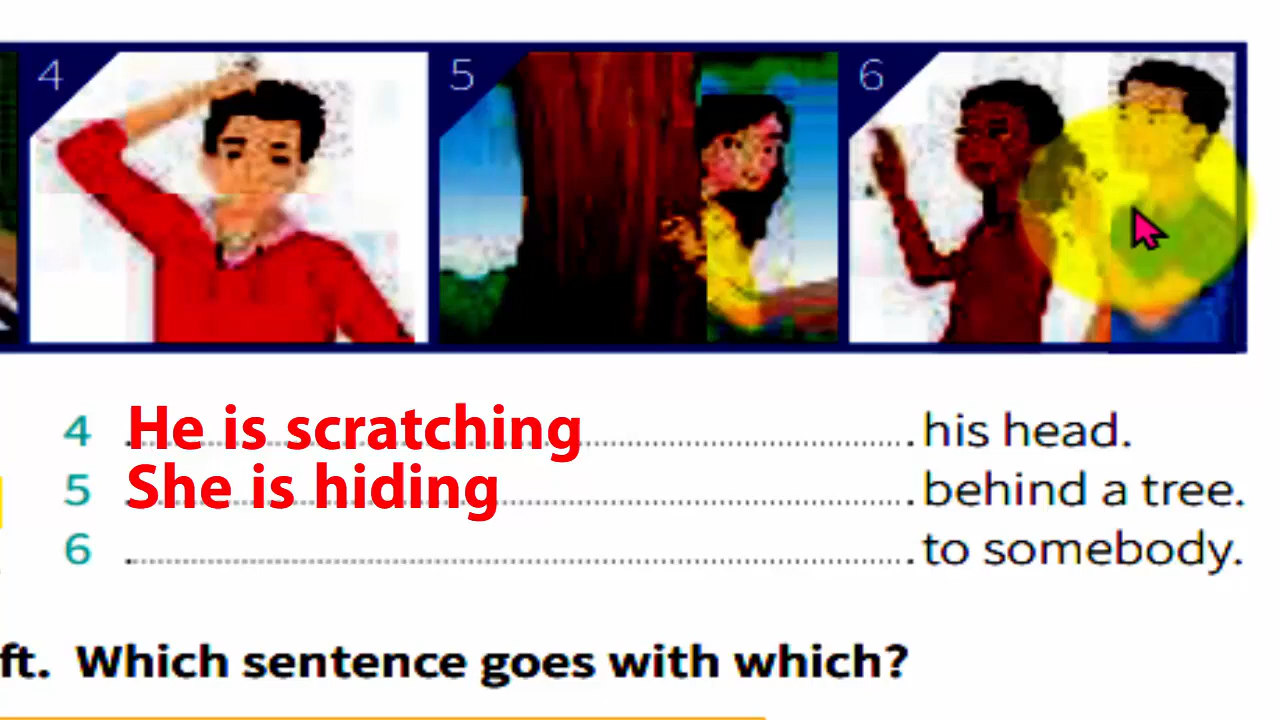 4 5 6
4 He is scratching his head.
5 She is hiding behind a tree.
6 to somebody.
ft. Which sentence goes with which?